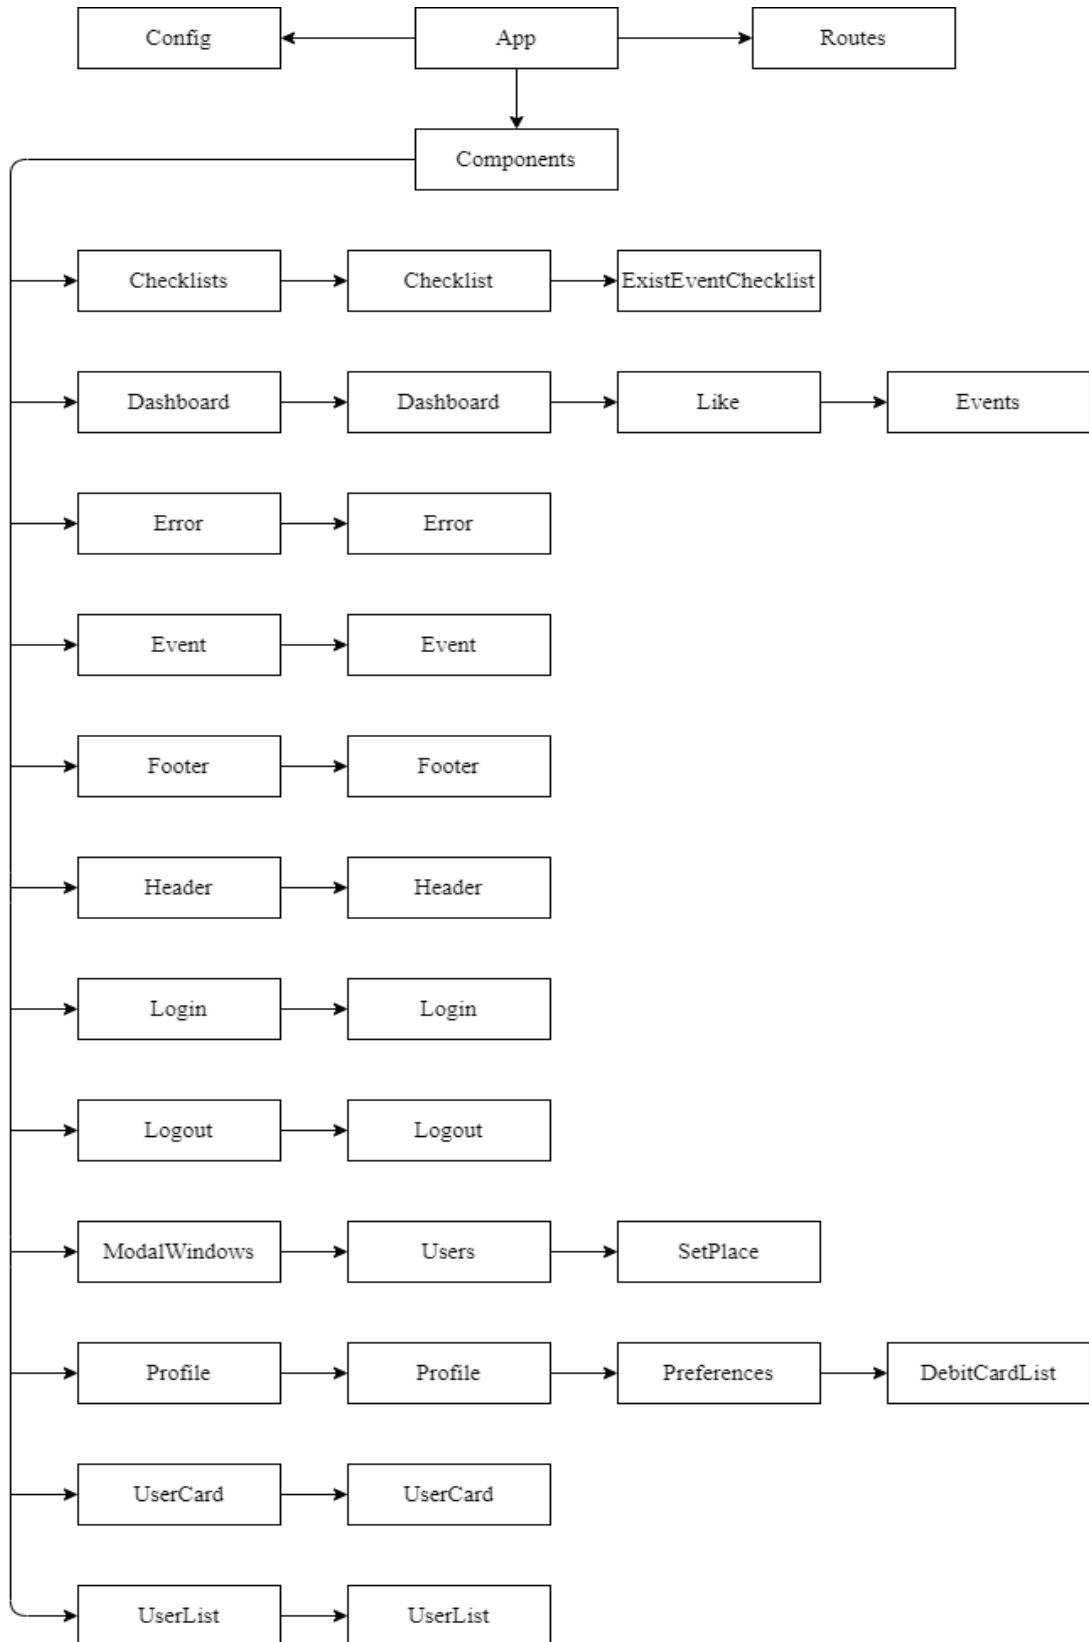 Config
App
Routes
Components
Checklists
Checklist
ExistEventChecklist
Dashboard
Dashboard
Like
Events
Error
Error
Event
Event
Footer
Footer
Header
Header
Login
Login
Logout
Logout
ModalWindows
Users
SetPlace
Profile
Profile
Preferences
DebitCardList
UserCard
UserCard
UserList
UserList